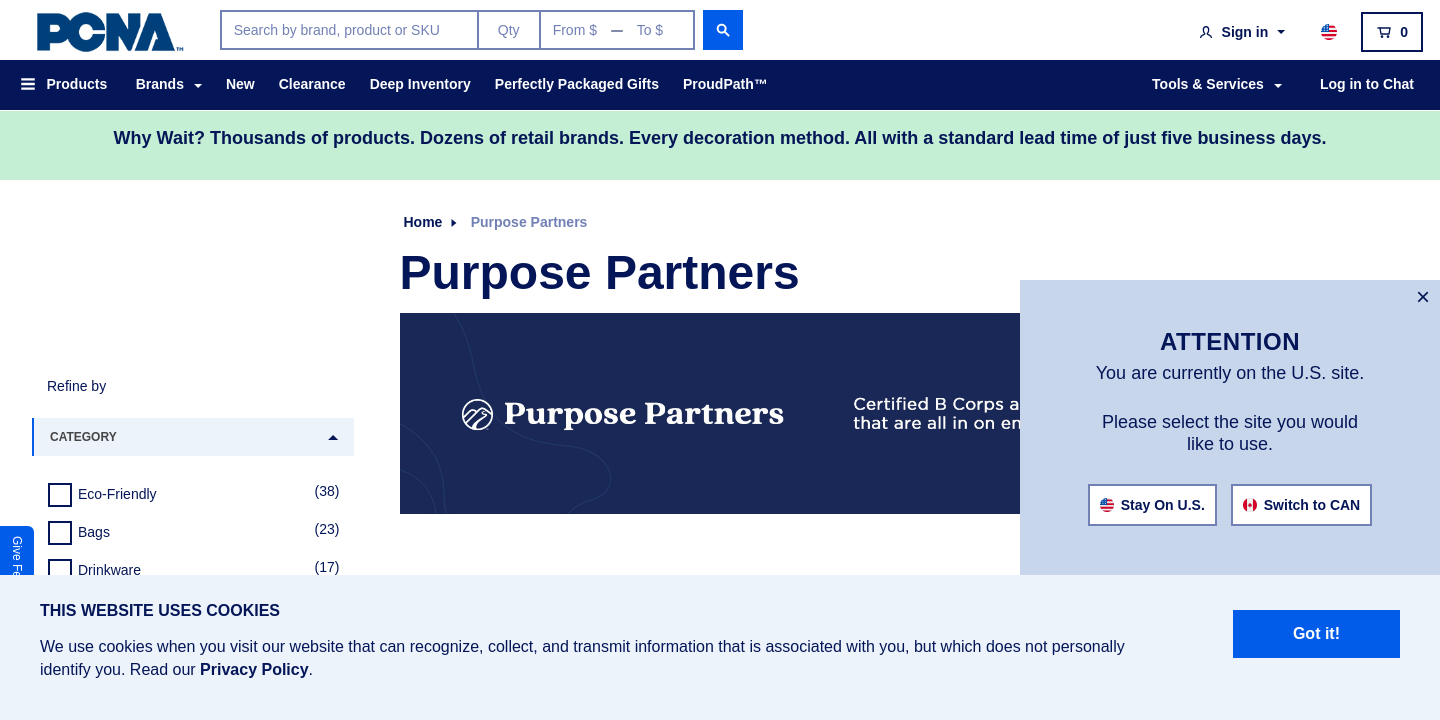 PCNA™
Search by brand, product or SKU
Qty
From $ — To $
Sign in
0
Products
Brands
New
Clearance
Deep Inventory
Perfectly Packaged Gifts
ProudPath™
Tools & Services
Log in to Chat
Why Wait? Thousands of products. Dozens of retail brands. Every decoration method. All with a standard lead time of just five business days.
Home
Purpose Partners
Purpose Partners
Purpose Partners
Certified B Corps
that are all in on
×
ATTENTION
You are currently on the U.S. site.
Please select the site you would
like to use.
Stay On U.S.
Switch to CAN
Refine by
CATEGORY
Eco-Friendly (38)
Bags (23)
Drinkware (17)
Give
THIS WEBSITE USES COOKIES
We use cookies when you visit our website that can recognize, collect, and transmit information that is associated with you, but which does not personally
identify you. Read our Privacy Policy.
Got it!